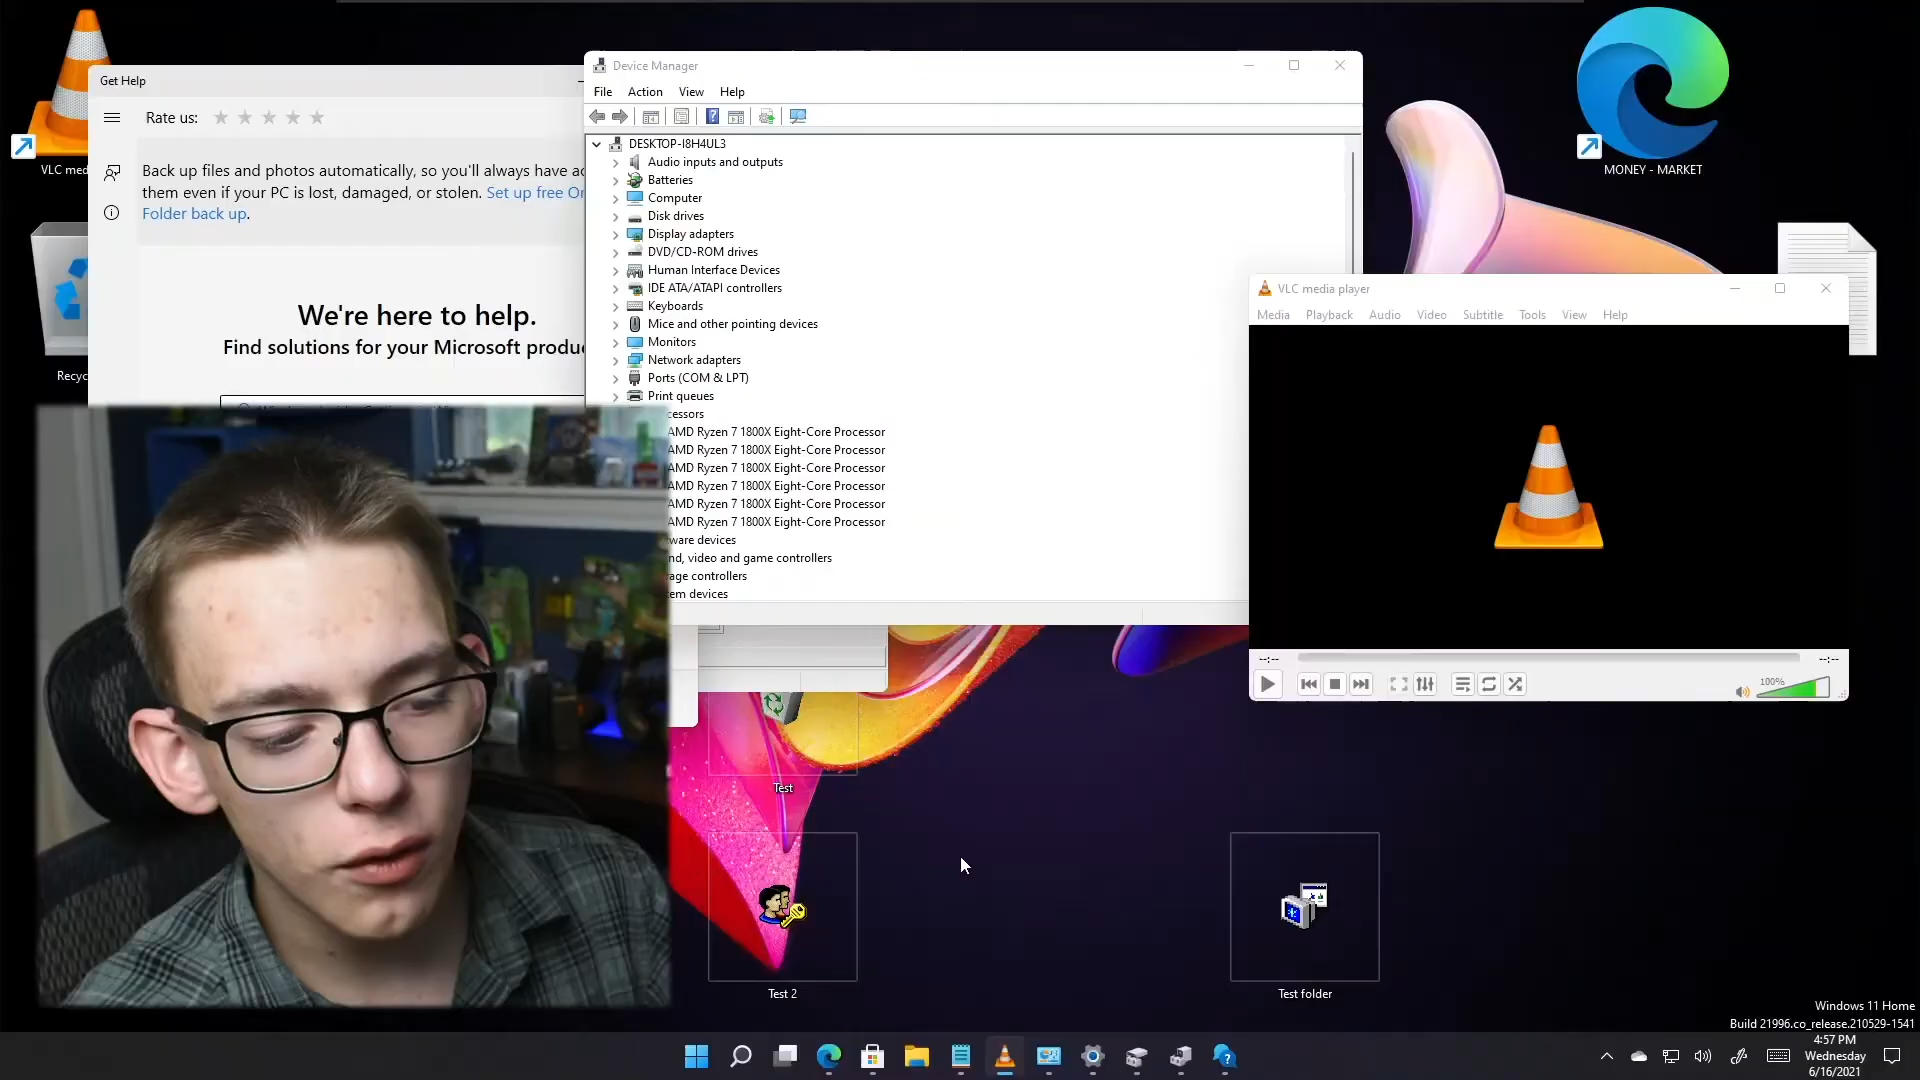 Get Help
Rate us:
Back up files and photos automatically, so you'll always have ac
them even if your PC is lost, damaged, or stolen. Set up free On
Folder back up.
We're here to help.
Find solutions for your Microsoft produ
VLC med
Recyc
Device Manager
File Action View Help
DESKTOP-I8H4UL3
Audio inputs and outputs
Batteries
Computer
Disk drives
Display adapters
DVD/CD-ROM drives
Human Interface Devices
IDE ATA/ATAPI controllers
Keyboards
Mice and other pointing devices
Monitors
Network adapters
Ports (COM & LPT)
Print queues
cessors
AMD Ryzen 7 1800X Eight-Core Processor
AMD Ryzen 7 1800X Eight-Core Processor
AMD Ryzen 7 1800X Eight-Core Processor
AMD Ryzen 7 1800X Eight-Core Processor
AMD Ryzen 7 1800X Eight-Core Processor
AMD Ryzen 7 1800X Eight-Core Processor
ware devices
nd, video and game controllers
rage controllers
em devices
MONEY - MARKET
VLC media player
Media Playback Audio Video Subtitle Tools View Help
--:-- --:--
100%
Test
Test 2
Test folder
Windows 11 Home
Build 21996.co_release.210529-1541
4:57 PM
Wednesday
6/16/2021